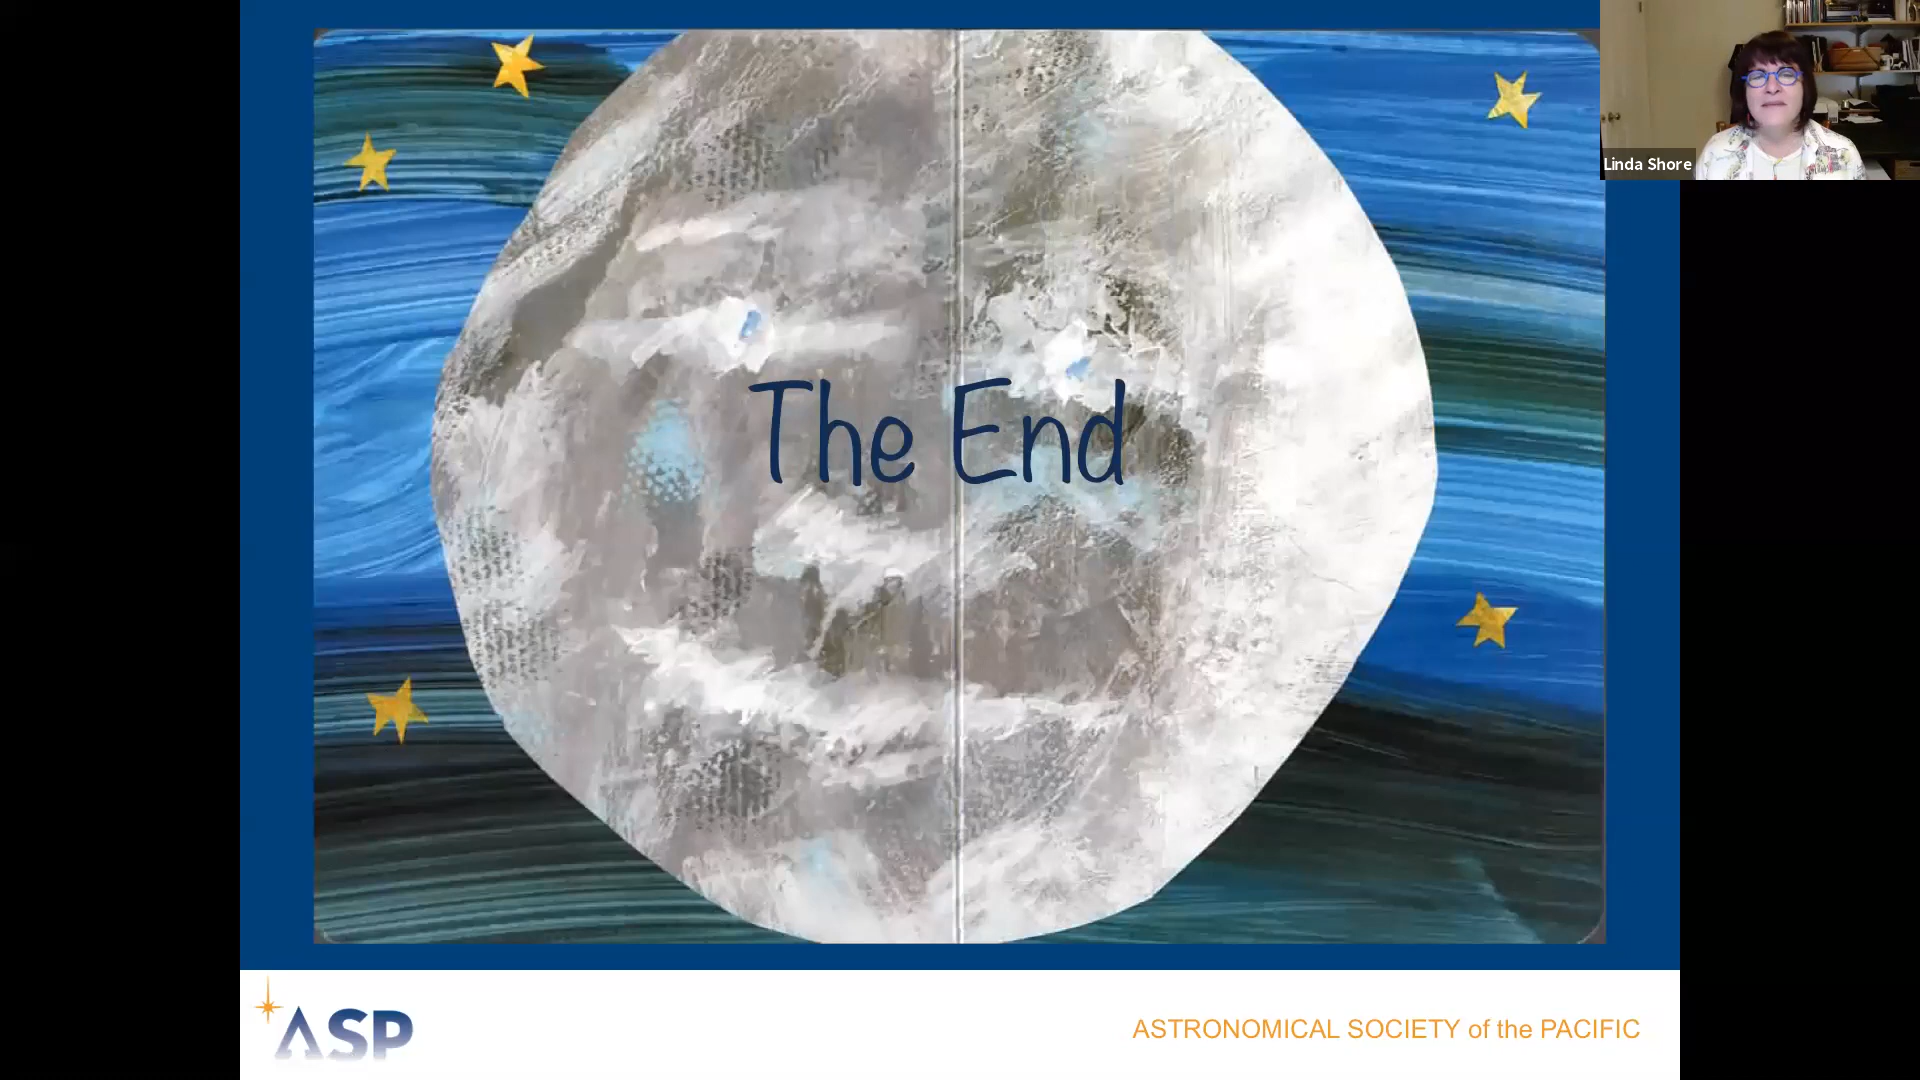 Linda Shore
The End
ASP
ASTRONOMICAL SOCIETY of the PACIFIC